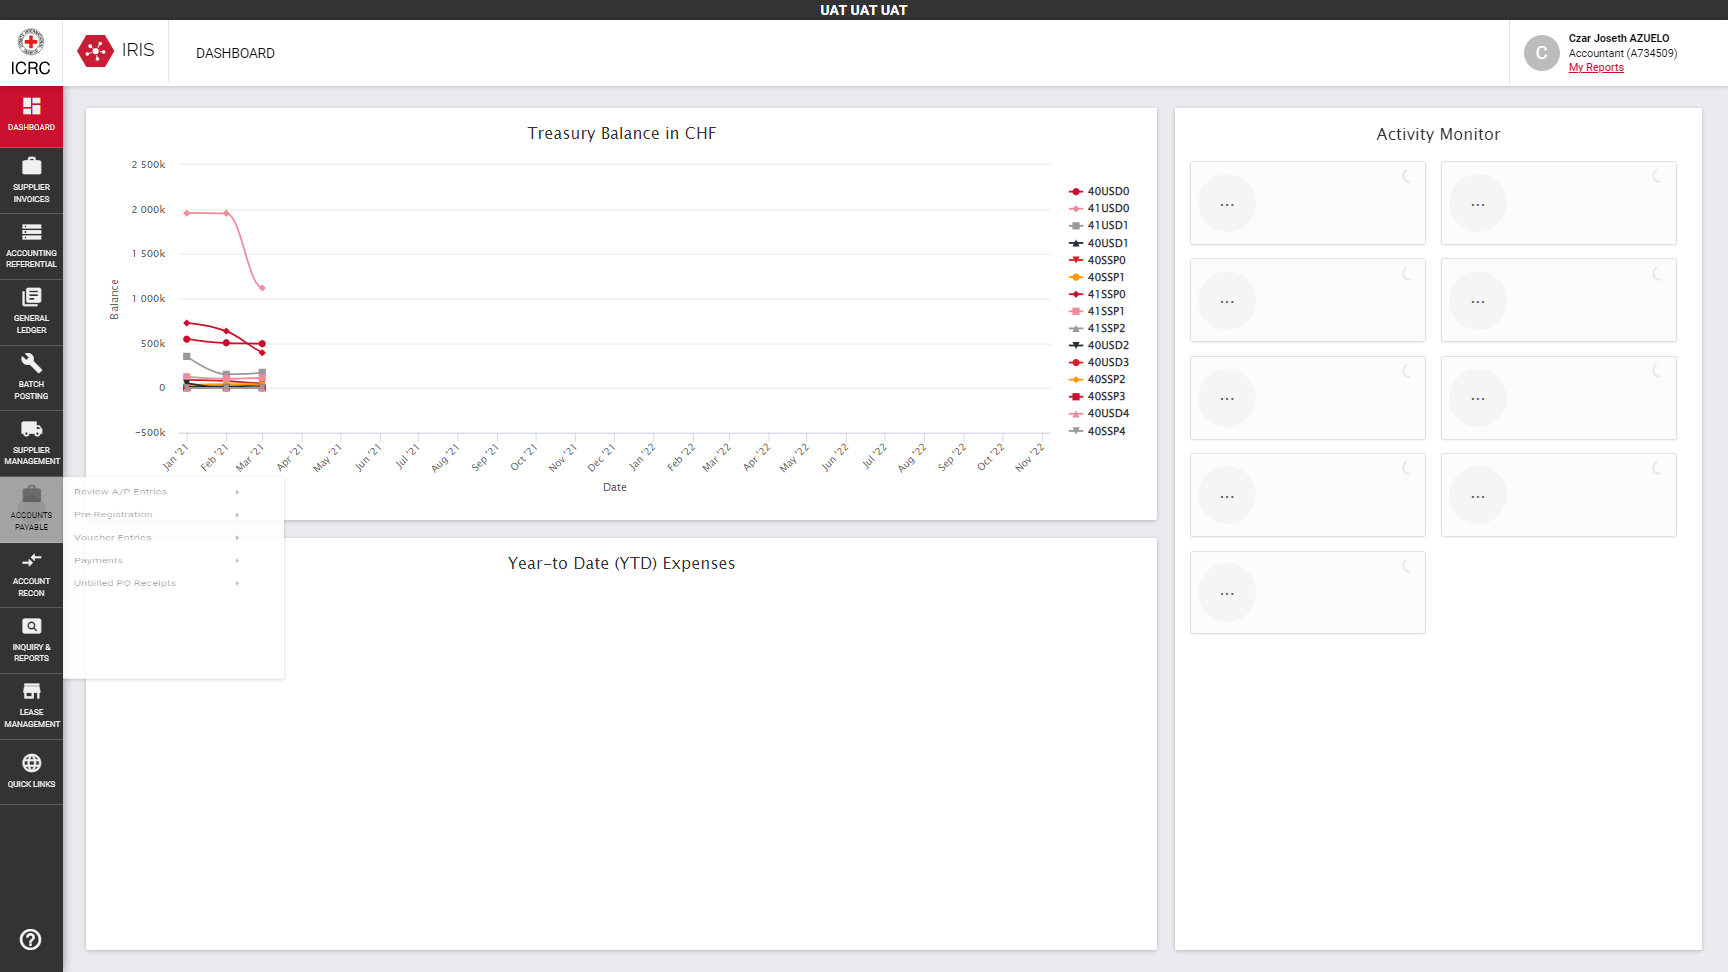 UAT UAT UAT
ICRC
IRIS
DASHBOARD
C
Czar Joseth AZUELO
Accountant (A734509)
My Reports
DASHBOARD
SUPPLIER
INVOICES
ACCOUNTING
REFERENTIAL
GENERAL
LEDGER
BATCH
POSTING
SUPPLIER
MANAGEMENT
ACCOUNTS
PAYABLE
ACCOUNT
RECON
INQUIRY &
REPORTS
LEASE
MANAGEMENT
QUICK LINKS
Review A/P Entries
Pre-Registration
Voucher Entries
Payments
Unbilled PO Receipts
Treasury Balance in CHF
Balance
2 500k
2 000k
1 500k
1 000k
500k
0
-500k
Jan '21
Feb '21
Mar '21
Apr '21
May '21
Jun '21
Jul '21
Aug '21
Sep '21
Oct '21
Nov '21
Dec '21
Jan '22
Feb '22
Mar '22
Apr '22
May '22
Jun '22
Jul '22
Aug '22
Sep '22
Oct '22
Nov '22
Date
40USD0
41USD0
41USD1
40USD1
40SSP0
40SSP1
41SSP0
41SSP1
41SSP2
40USD2
40USD3
40SSP2
40SSP3
40USD4
40SSP4
Year-to Date (YTD) Expenses
Activity Monitor
... ...
... ...
... ...
... ...
...